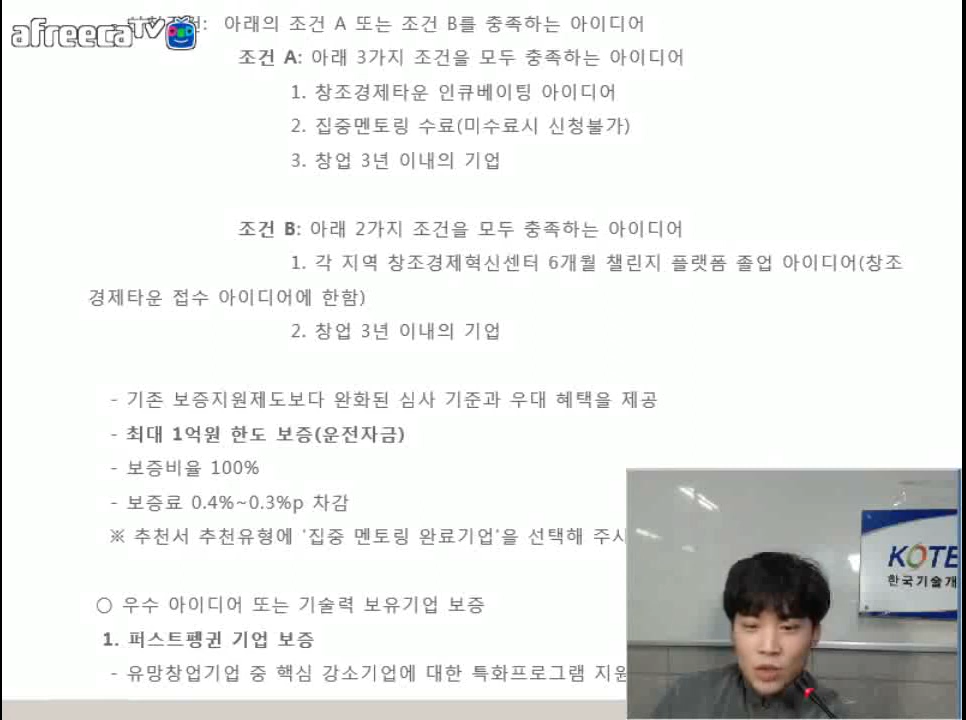 afreecaTV
아래의 조건 A 또는 조건 B를 충족하는 아이디어
조건 A: 아래 3가지 조건을 모두 충족하는 아이디어
1. 창조경제타운 인큐베이팅 아이디어
2. 집중멘토링 수료(미수료시 신청불가)
3. 창업 3년 이내의 기업
조건 B: 아래 2가지 조건을 모두 충족하는 아이디어
1. 각 지역 창조경제혁신센터 6개월 챌린지 플랫폼 졸업 아이디어(창조
경제타운 접수 아이디어에 한함)
2. 창업 3년 이내의 기업
- 기존 보증지원제도보다 완화된 심사 기준과 우대 혜택을 제공
- 최대 1억원 한도 보증(운전자금)
- 보증비율 100%
- 보증료 0.4%~0.3%p 차감
※ 추천서 추천유형에 '집중 멘토링 완료기업'을 선택해 주시
○ 우수 아이디어 또는 기술력 보유기업 보증
1. 퍼스트펭귄 기업 보증
- 유망창업기업 중 핵심 강소기업에 대한 특화프로그램 지원
KOTE
한국기술개